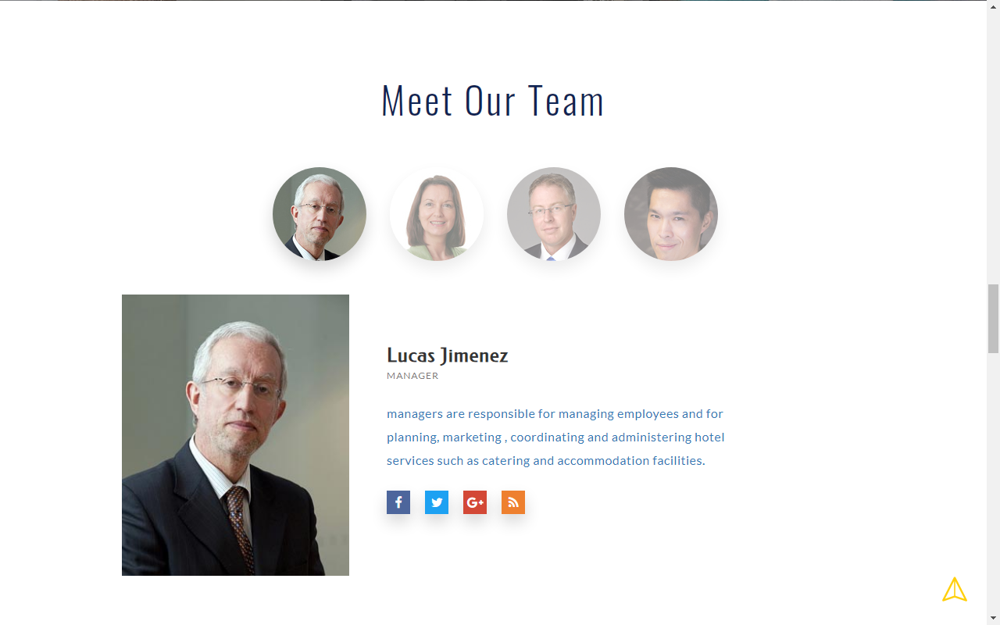 Meet Our Team
Lucas Jimenez
MANAGER
managers are responsible for managing employees and for
planning, marketing , coordinating and administering hotel
services such as catering and accommodation facilities.